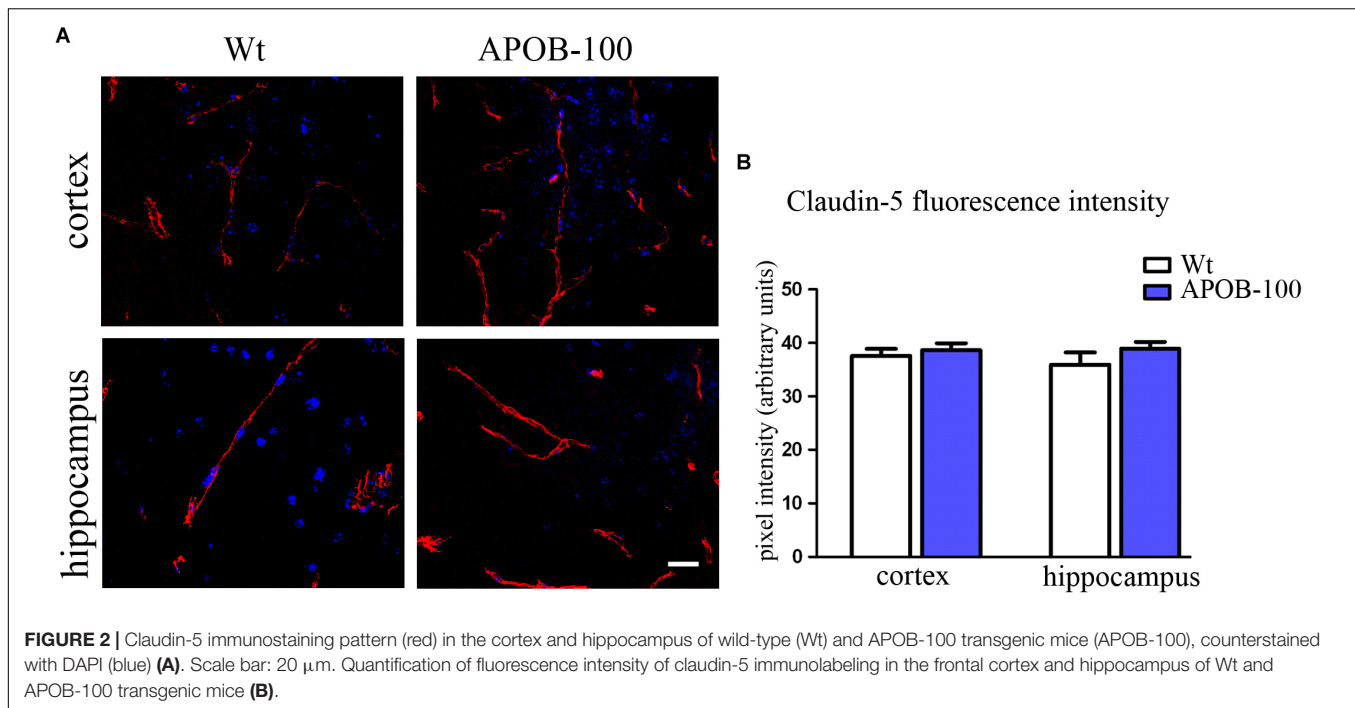 A
Wt
APOB-100
cortex
hippocampus
B
Claudin-5 fluorescence intensity
Wt
APOB-100
pixel intensity (arbitrary units)
50
40
30
20
10
0
cortex
hippocampus
FIGURE 2 | Claudin-5 immunostaining pattern (red) in the cortex and hippocampus of wild-type (Wt) and APOB-100 transgenic mice (APOB-100), counterstained
with DAPI (blue) (A). Scale bar: 20 μm. Quantification of fluorescence intensity of claudin-5 immunolabeling in the frontal cortex and hippocampus of Wt and
APOB-100 transgenic mice (B).